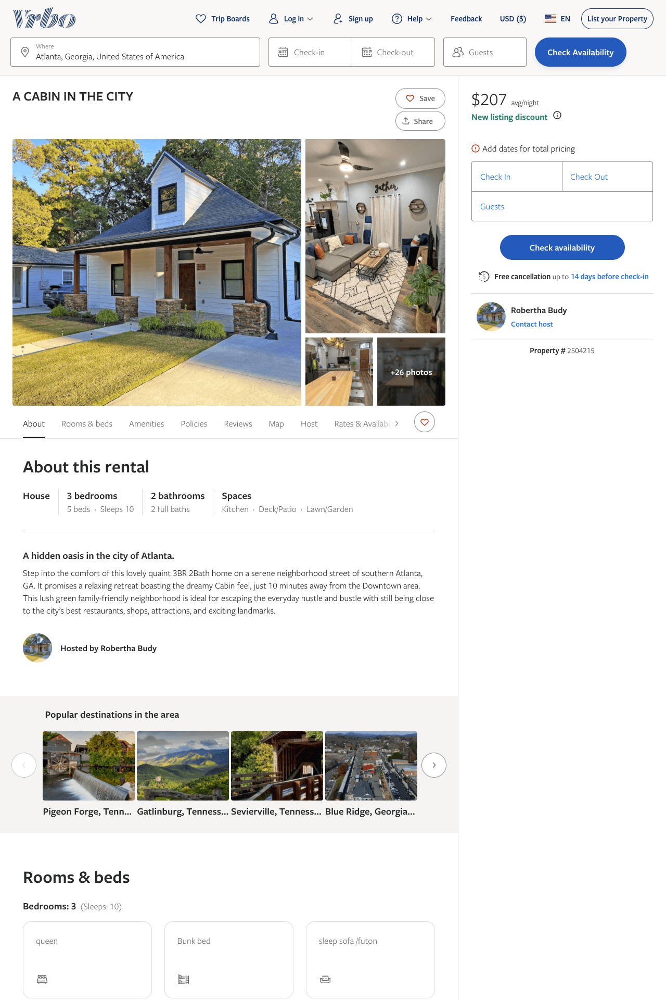 Vrbo
Trip Boards
Log in
Sign up
Help
Feedback
USD ($)
EN
List your Property
Where
Atlanta, Georgia, United States of America
Check-in
Check-out
Guests
Check Availability
A CABIN IN THE CITY
Save
Share
gather
+26 photos
$207 avg/night
New listing discount
Add dates for total pricing
Check In
Check Out
Guests
Check availability
Free cancellation up to 14 days before check-in
Robertha Budy
Contact host
Property # 2504215
About
Rooms & beds
Amenities
Policies
Reviews
Map
Host
Rates & Availabili
About this rental
House
3 bedrooms
5 beds · Sleeps 10
2 bathrooms
2 full baths
Spaces
Kitchen · Deck/Patio · Lawn/Garden
A hidden oasis in the city of Atlanta.
Step into the comfort of this lovely quaint 3BR 2Bath home on a serene neighborhood street of southern Atlanta,
GA. It promises a relaxing retreat boasting the dreamy Cabin feel, just 10 minutes away from the Downtown area.
This lush green family-friendly neighborhood is ideal for escaping the everyday hustle and bustle with still being close
to the city’s best restaurants, shops, attractions, and exciting landmarks.
Hosted by Robertha Budy
Popular destinations in the area
Pigeon Forge, Tenn...
Gatlinburg, Tenness...
Sevierville, Tenness...
Blue Ridge, Georgia...
Rooms & beds
Bedrooms: 3 (Sleeps: 10)
queen
Bunk bed
sleep sofa /futon